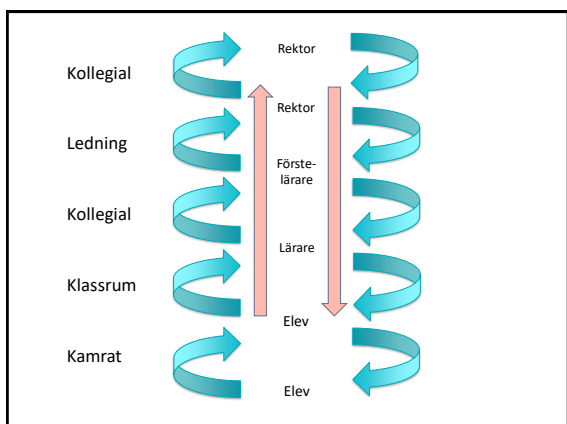 Rektor
Kollegial
Rektor
Ledning
Förste-
lärare
Kollegial
Lärare
Klassrum
Elev
Kamrat
Elev